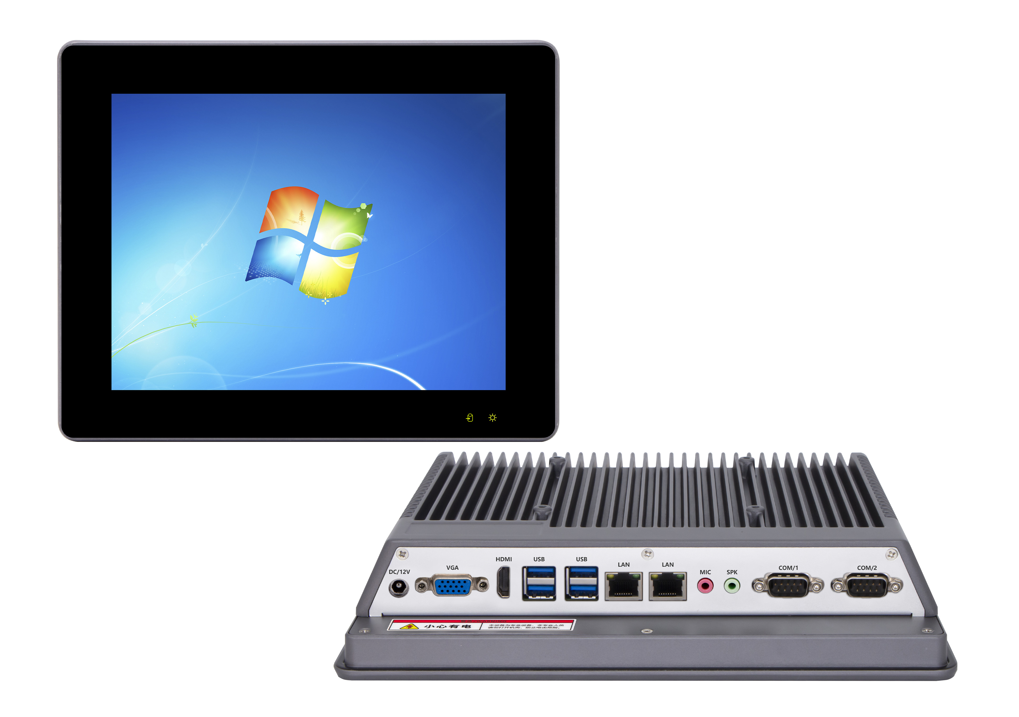 DC/12V
VGA
HDMI
USB
USB
LAN
LAN
MIC
SPK
COM/1
COM/2
小心有电